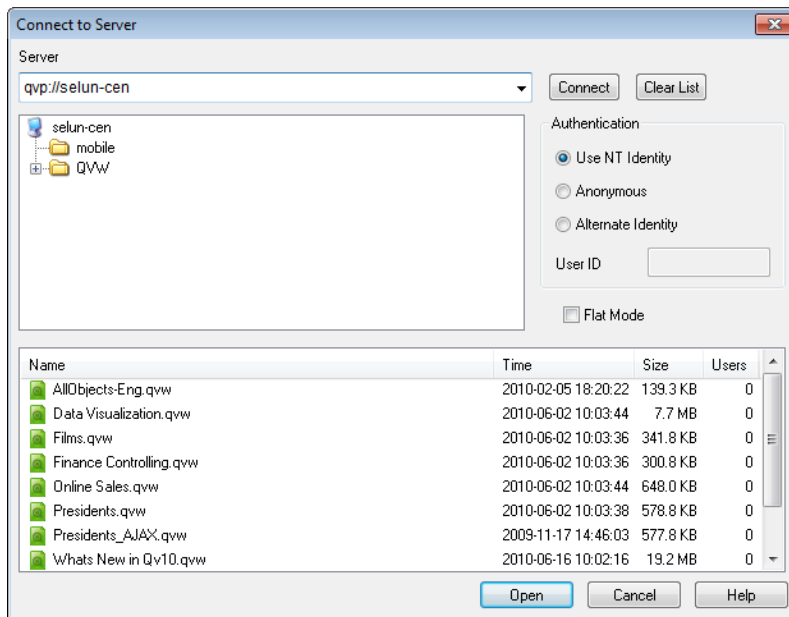 Connect to Server
Server
qvp://selun-cen
Connect
Clear List
selun-cen
mobile
QVW
Authentication
Use NT Identity
Anonymous
Alternate Identity
User ID
Flat Mode
Name Time Size Users
AllObjects-Eng.qvw 2010-02-05 18:20:22 139.3 KB 0
Data Visualization.qvw 2010-06-02 10:03:44 7.7 MB 0
Films.qvw 2010-06-02 10:03:36 341.8 KB 0
Finance Controlling.qvw 2010-06-02 10:03:36 300.8 KB 0
Online Sales.qvw 2010-06-02 10:03:44 648.0 KB 0
Presidents.qvw 2010-06-02 10:03:38 578.8 KB 0
Presidents_AJAX.qvw 2009-11-17 14:46:03 577.8 KB 0
Whats New in Qv10.qvw 2010-06-16 10:02:16 19.2 MB 0
Open
Cancel
Help